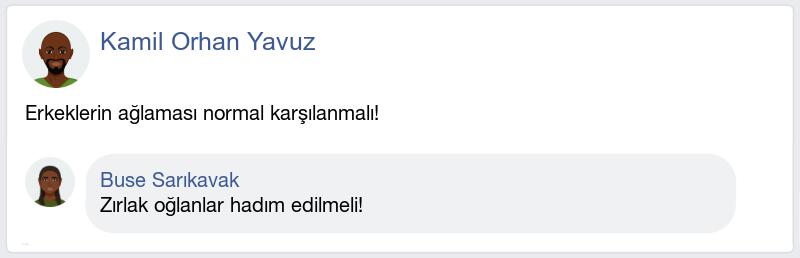 Kamil Orhan Yavuz
Erkeklerin ağlaması normal karşılanmalı!
Buse Sarıkavak
Zırlak oğlanlar hadım edilmeli!